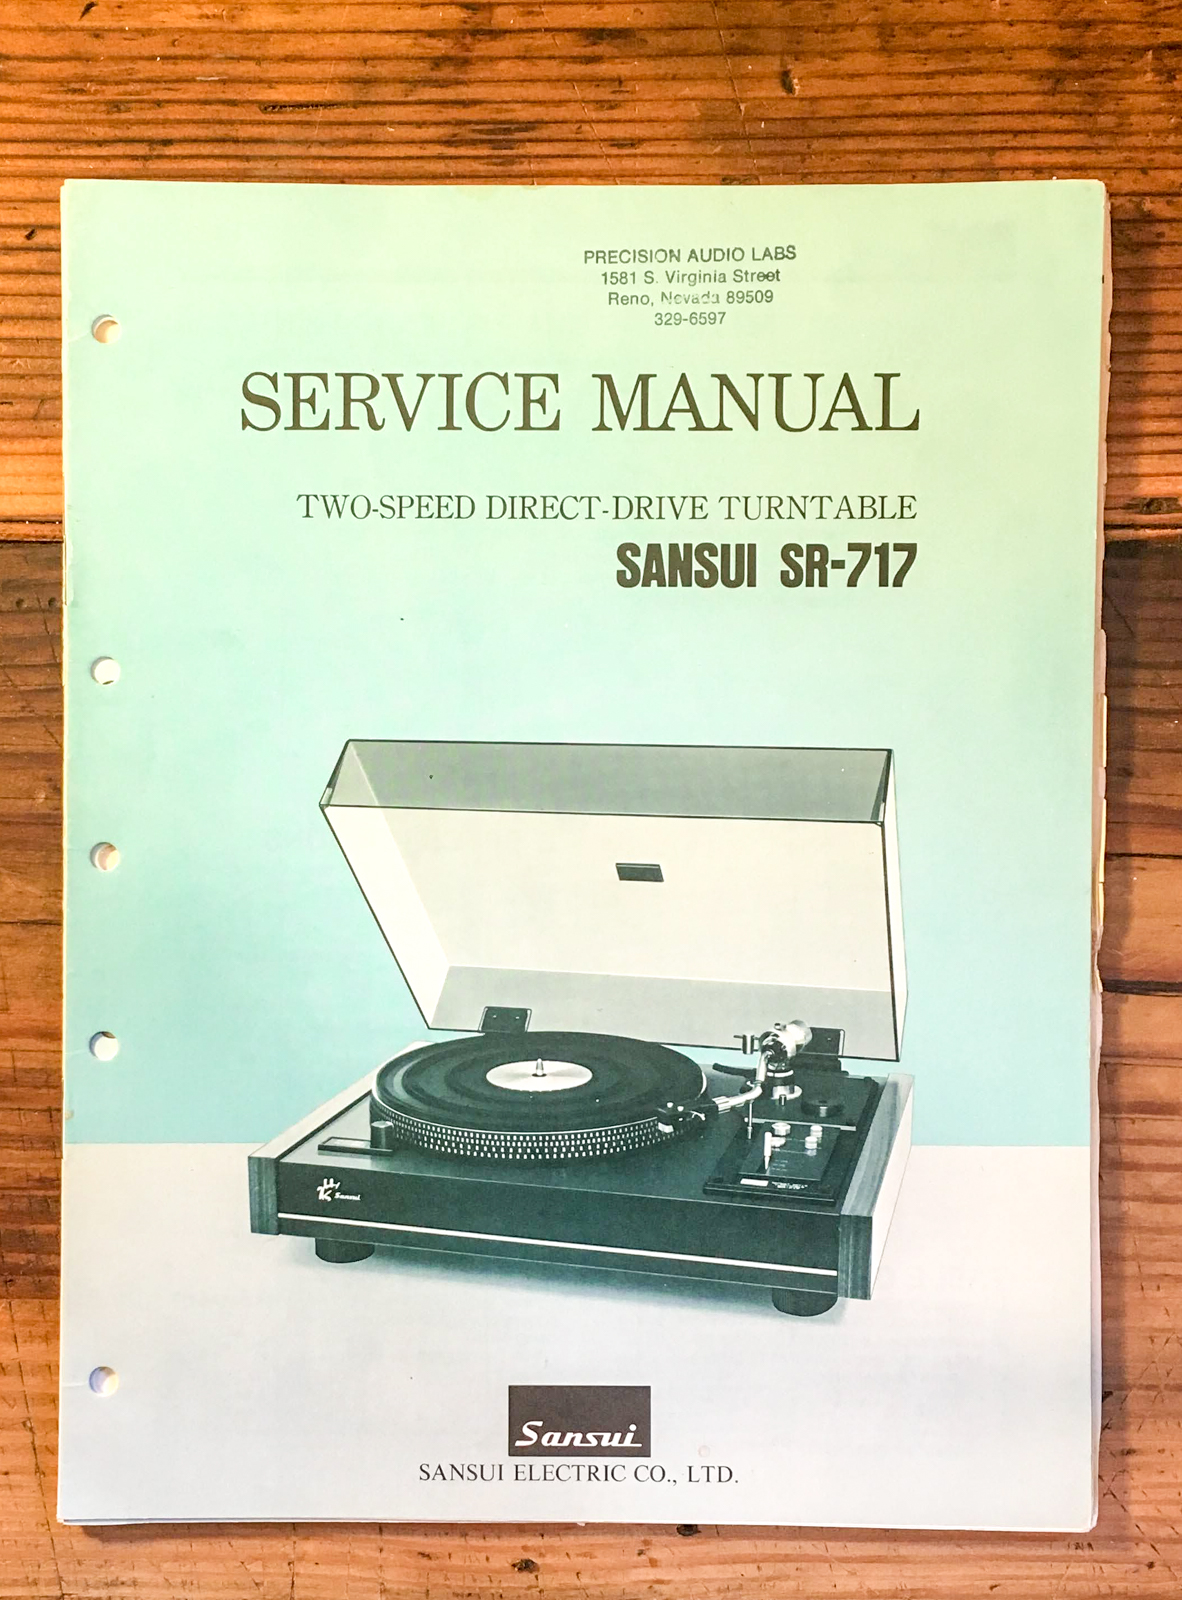 PRECISION AUDIO LABS
1581 S. Virginia Street
Reno, Nevada 89509
329-6597
SERVICE MANUAL
TWO-SPEED DIRECT-DRIVE TURNTABLE
SANSUI SR-717
Sansui
Sansui
SANSUI ELECTRIC CO., LTD.